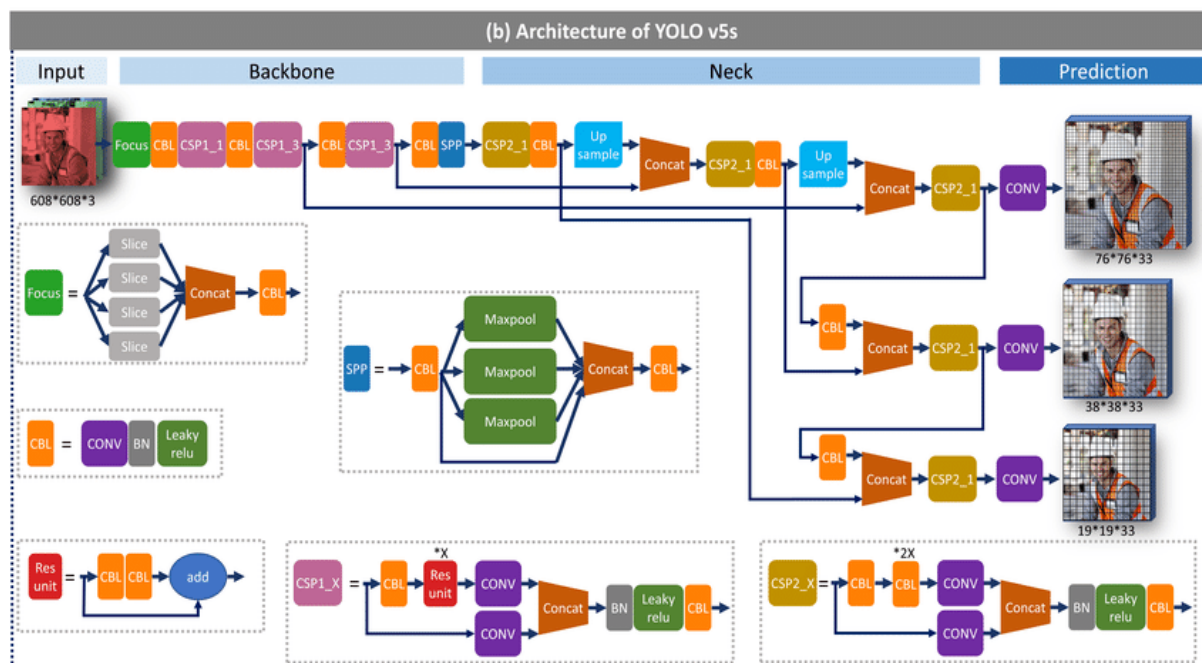 (b) Architecture of YOLO v5s
Input
Backbone
Neck
Prediction
Focus
CBL
CSP1_1
CBL
CSP1_3
CBL
CSP1_3
CBL
SPP
CSP2_1
CBL
Up
sample
Concat
CSP2_1
CBL
Up
sample
Concat
CSP2_1
CONV
608*608*3
76*76*33
Focus
=
Slice
Slice
Slice
Slice
Concat
CBL
SPP
=
CBL
Maxpool
Maxpool
Maxpool
Concat
CBL
CBL
Concat
CSP2_1
CONV
38*38*33
CBL
=
CONV
BN
Leaky
relu
CBL
Concat
CSP2_1
CONV
19*19*33
Res
unit
=
CBL
CBL
add
CSP1_X
=
CBL
*X
Res
unit
CONV
CONV
Concat
BN
Leaky
relu
CBL
CSP2_X
=
CBL
*2X
CBL
CONV
CONV
Concat
BN
Leaky
relu
CBL